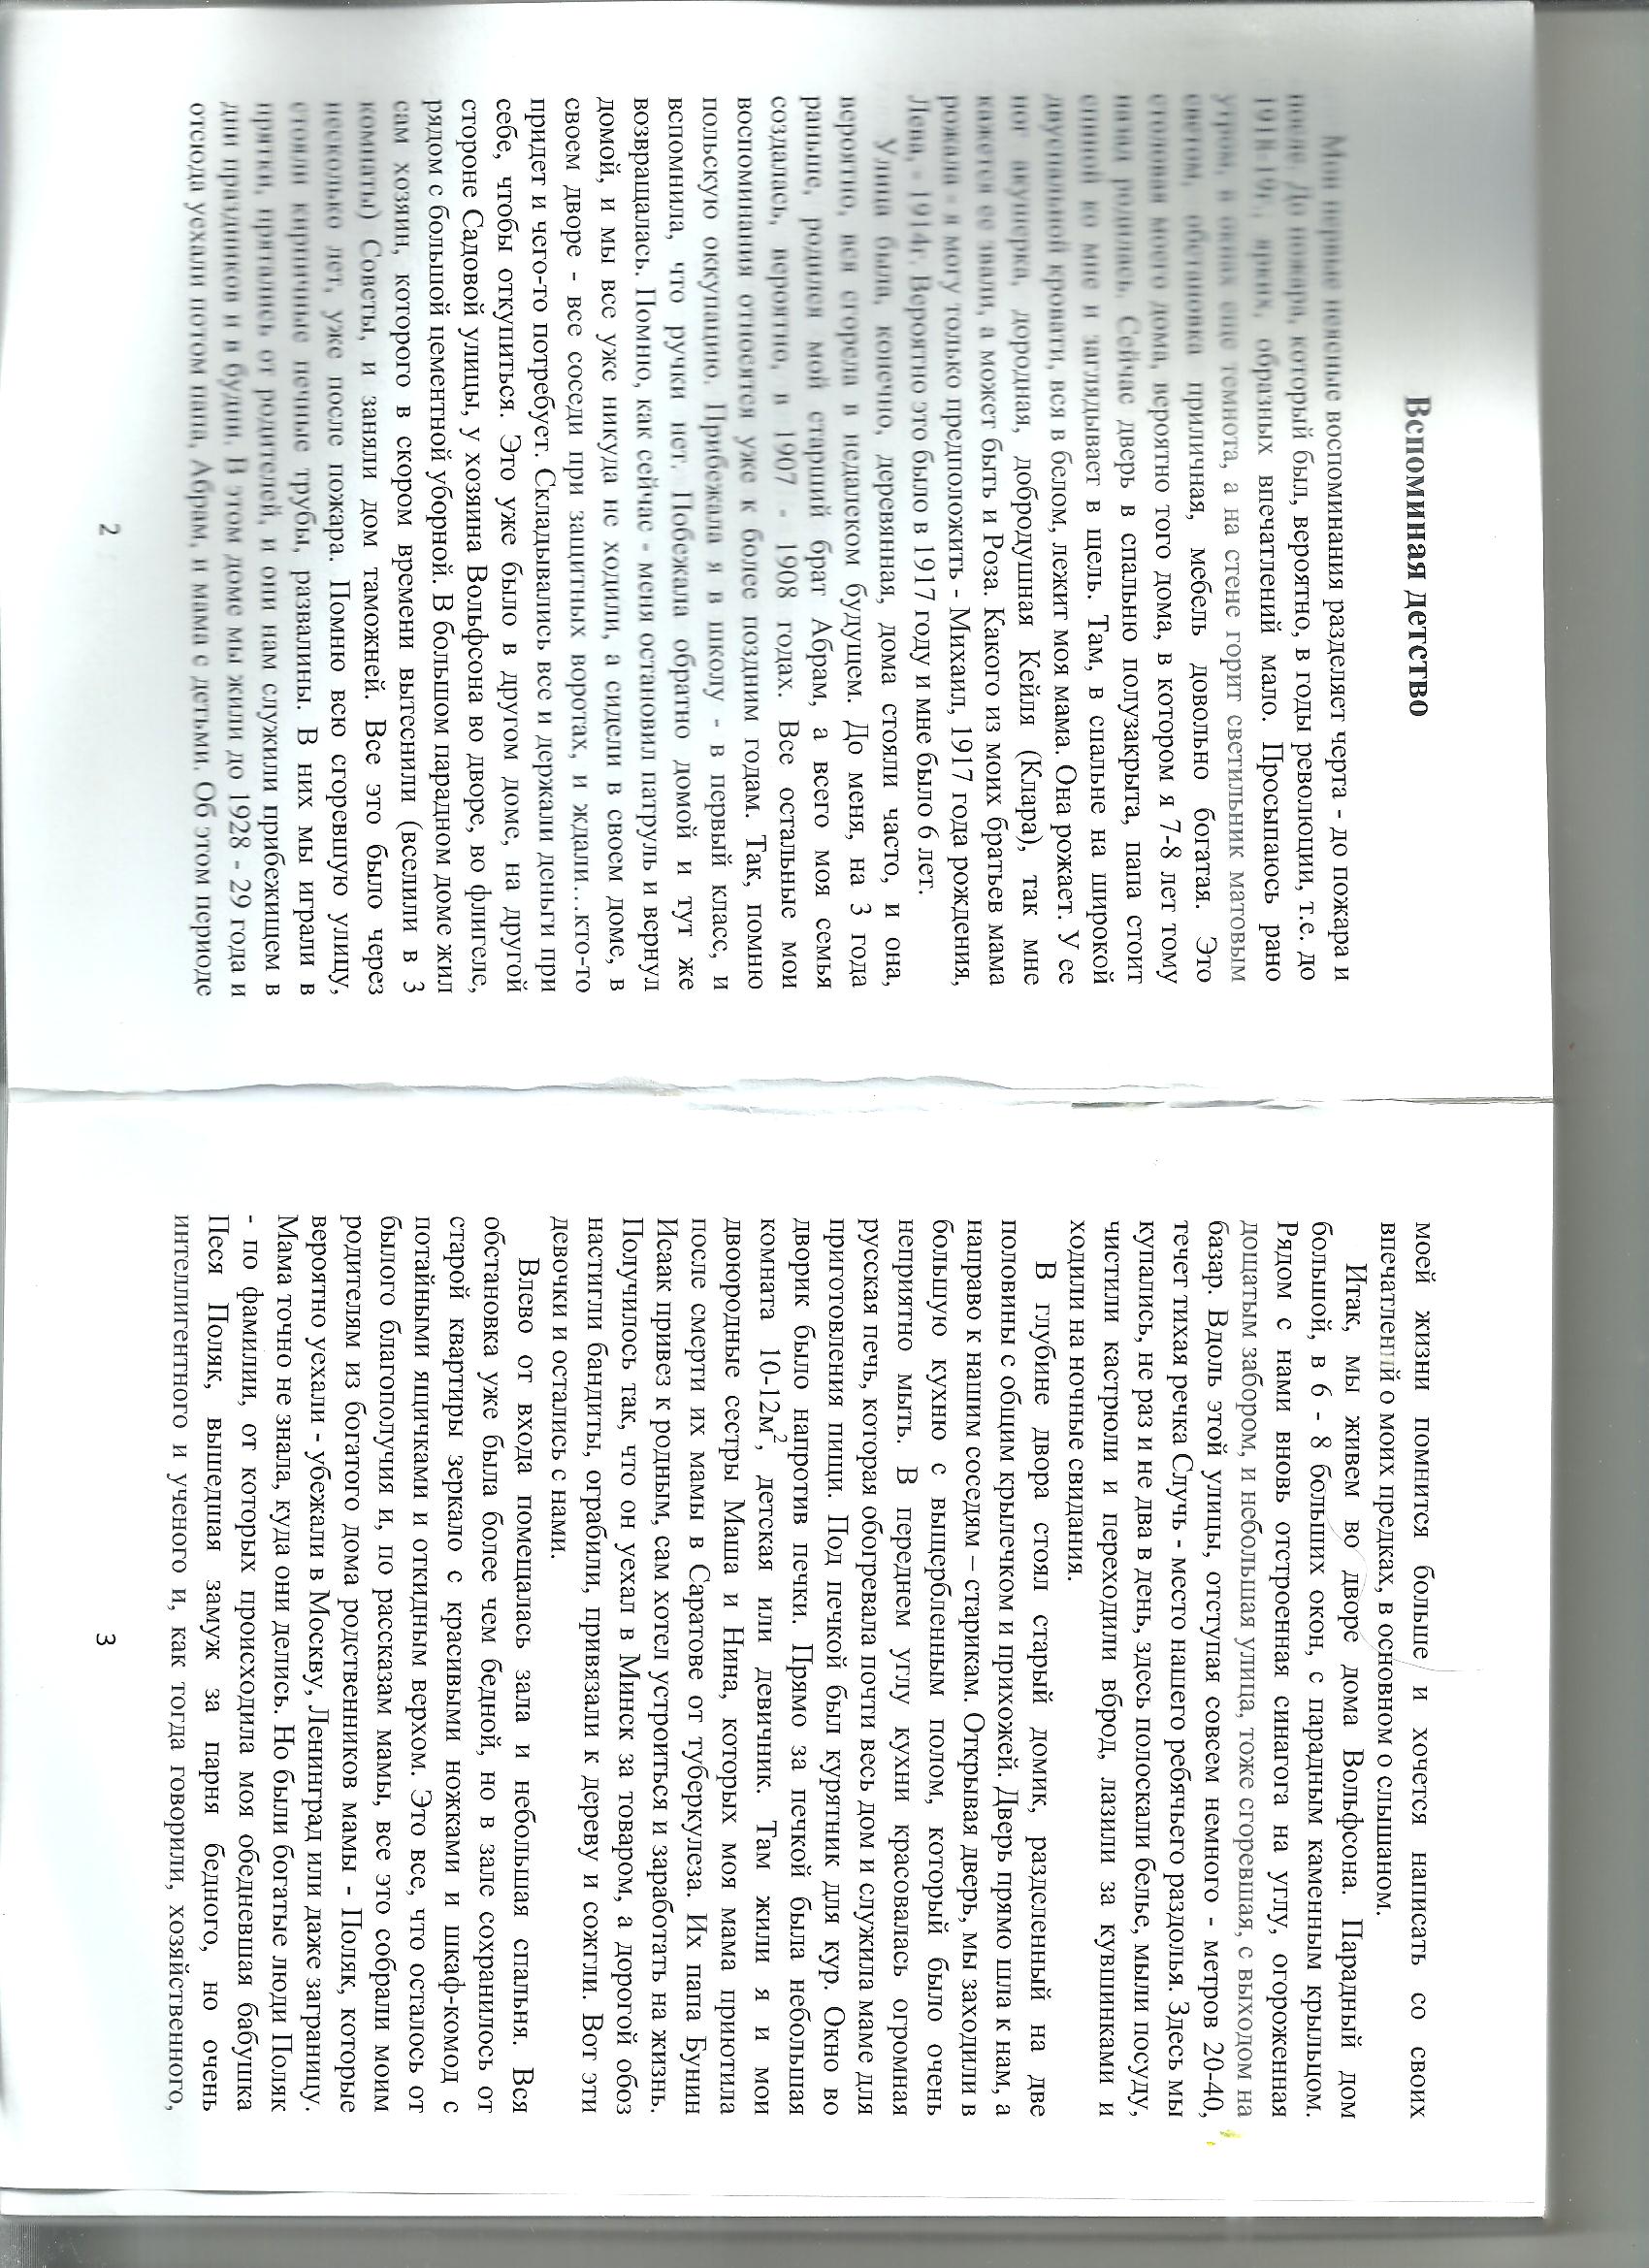 Вспоминая детство
Мои первые неясные воспоминания разделяет черта - до пожара и
после. До пожара, который был, вероятно, в годы революции, т.е. до
1918-19г., ярких, образных впечатлений мало. Просыпаюсь рано
утром, в окнах еще темнота, а на стене горит светильник матовым
светом, обстановка приличная, мебель довольно богатая. Это
столовая моего дома, вероятно того дома, в котором я 7-8 лет тому
назад родилась. Сейчас дверь в спальню полузакрыта, папа стоит
спиной ко мне и заглядывает в щель. Там, в спальне на широкой
двуспальной кровати, вся в белом, лежит моя мама. Она рожает. У ее
ног акушерка, дородная, добродушная Кейля (Клара), так мне
кажется ее звали, а может быть и Роза. Какого из моих братьев мама
рожала - я могу только предположить - Михаил, 1917 года рождения,
Лева, - 1914г. Вероятно это было в 1917 году и мне было 6 лет.
Улица была, конечно, деревянная, дома стояли часто, и она,
вероятно, вся сгорела в недалеком будущем. До меня, на 3 года
раньше, родился мой старший брат Абрам, а всего моя семья
создалась, вероятно, в 1907 - 1908 годах. Все остальные мои
воспоминания относятся уже к более поздним годам. Так, помню
польскую оккупацию. Прибежала я в школу - в первый класс, и
вспомнила, что ручки нет. Побежала обратно домой и тут же
возвращалась. Помню, как сейчас - меня остановил патруль и вернул
домой, и мы все уже никуда не ходили, а сидели в своем доме, в
своем дворе - все соседи при защитных воротах, и ждали…кто-то
придет и чего-то потребует. Складывались все и держали деньги при
себе, чтобы откупиться. Это уже было в другом доме, на другой
стороне Садовой улицы, у хозяина Вольфсона во дворе, во флигеле,
рядом с большой цементной уборной. В большом парадном доме жил
сам хозяин, которого в скором времени вытеснили (вселили в 3
комнаты) Советы, и заняли дом таможней. Все это было через
несколько лет, уже после пожара. Помню всю сгоревшую улицу,
стояли кирпичные печные трубы, развалины. В них мы играли в
прятки, прятались от родителей, и они нам служили прибежищем в
дни праздников и в будни. В этом доме мы жили до 1928 - 29 года и
отсюда уехали потом папа, Абрам, и мама с детьми. Об этом периоде
2
моей жизни помнится больше и хочется написать со своих
впечатлений о моих предках, в основном о слышаном.
Итак, мы живем во дворе дома Вольфсона. Парадный дом
большой, в 6 - 8 больших окон, с парадным каменным крыльцом.
Рядом с нами вновь отстроенная синагога на углу, огороженная
дощатым забором, и небольшая улица, тоже сгоревшая, с выходом на
базар. Вдоль этой улицы, отступая совсем немного - метров 20-40,
течет тихая речка Случь - место нашего ребячьего раздолья. Здесь мы
купались, не раз и не два в день, здесь полоскали белье, мыли посуду,
чистили кастрюли и переходили вброд, лазили за кувшинками и
ходили на ночные свидания.
В глубине двора стоял старый домик, разделенный на две
половины с общим крылечком и прихожей. Дверь прямо шла к нам, а
направо к нашим соседям – старикам. Открывая дверь, мы заходили в
большую кухню с выщербленным полом, который было очень
неприятно мыть. В переднем углу кухни красовалась огромная
русская печь, которая обогревала почти весь дом и служила маме для
приготовления пищи. Под печкой был курятник для кур. Окно во
дворик было напротив печки. Прямо за печкой была небольшая
комната 10-12м², детская или девичник. Там жили я и мои
двоюродные сестры Маша и Нина, которых моя мама приютила
после смерти их мамы в Саратове от туберкулеза. Их папа Бунин
Исаак привез к родным, сам хотел устроиться и заработать на жизнь.
Получилось так, что он уехал в Минск за товаром, а дорогой обоз
настигли бандиты, ограбили, привязали к дереву и сожгли. Вот эти
девочки и остались с нами.
Влево от входа помещалась зала и небольшая спальня. Вся
обстановка уже была более чем бедной, но в зале сохранилось от
старой квартиры зеркало с красивыми ножками и шкаф-комод с
потайными ящичками и откидным верхом. Это все, что осталось от
былого благополучия и, по рассказам мамы, все это собрали моим
родителям из богатого дома родственников мамы - Поляк, которые
вероятно уехали - убежали в Москву, Ленинград или даже заграницу.
Мама точно не знала, куда они делись. Но были богатые люди Поляк
- по фамилии, от которых происходила моя обедневшая бабушка
Песя Поляк, вышедшая замуж за парня бедного, но очень
интеллигентного и ученого и, как тогда говорили, хозяйственного,
3